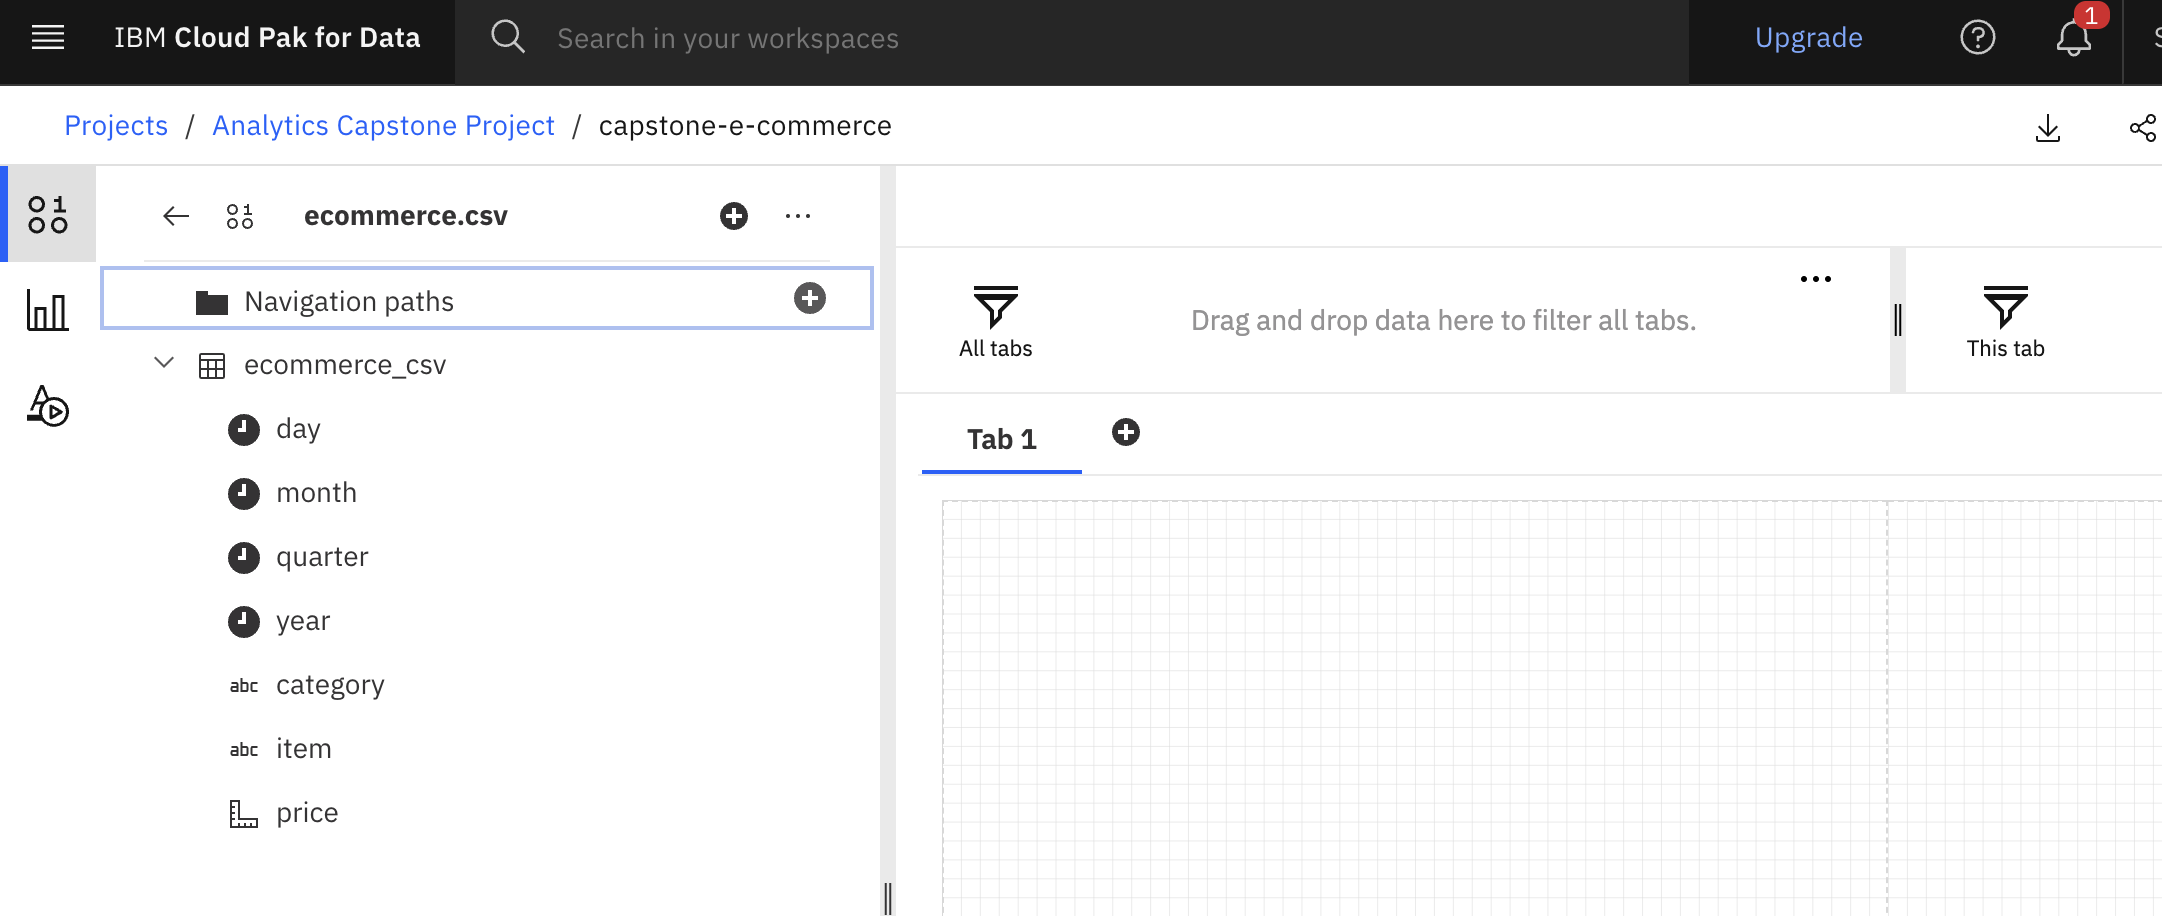 IBM Cloud Pak for Data
Search in your workspaces
Upgrade
1
Projects / Analytics Capstone Project / capstone-e-commerce
ecommerce.csv
Navigation paths
ecommerce_csv
day
month
quarter
year
abc category
abc item
price
All tabs
Drag and drop data here to filter all tabs.
This tab
Tab 1